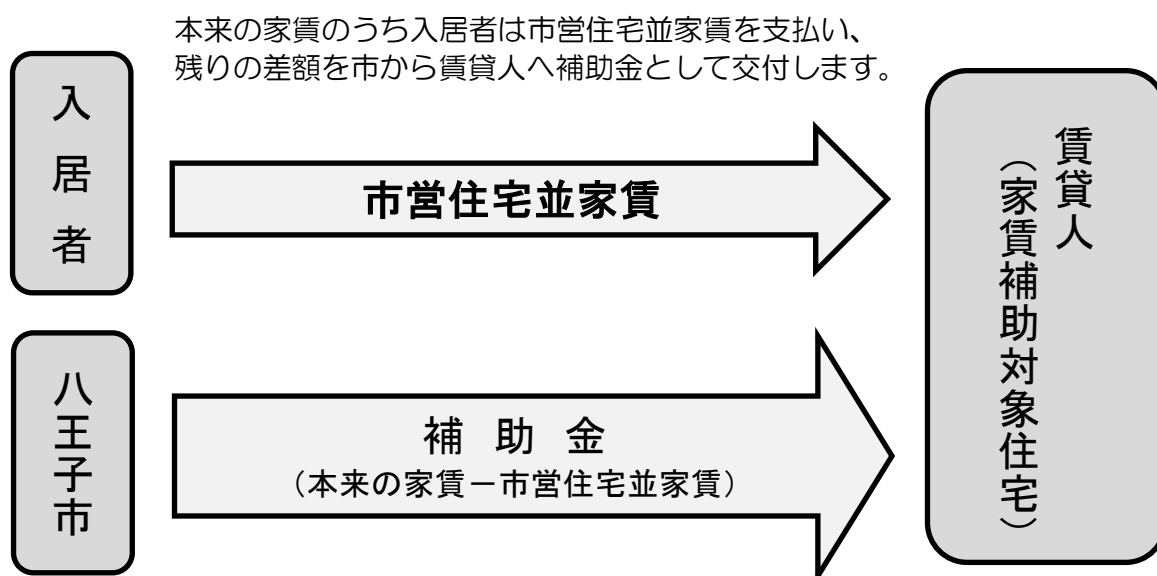 本来の家賃のうち入居者は市営住宅並家賃を支払い、
残りの差額を市から賃貸人へ補助金として交付します。
入居者
市営住宅並家賃
賃貸人
（家賃補助対象住宅）
八王子市
補助金
（本来の家賃－市営住宅並家賃）